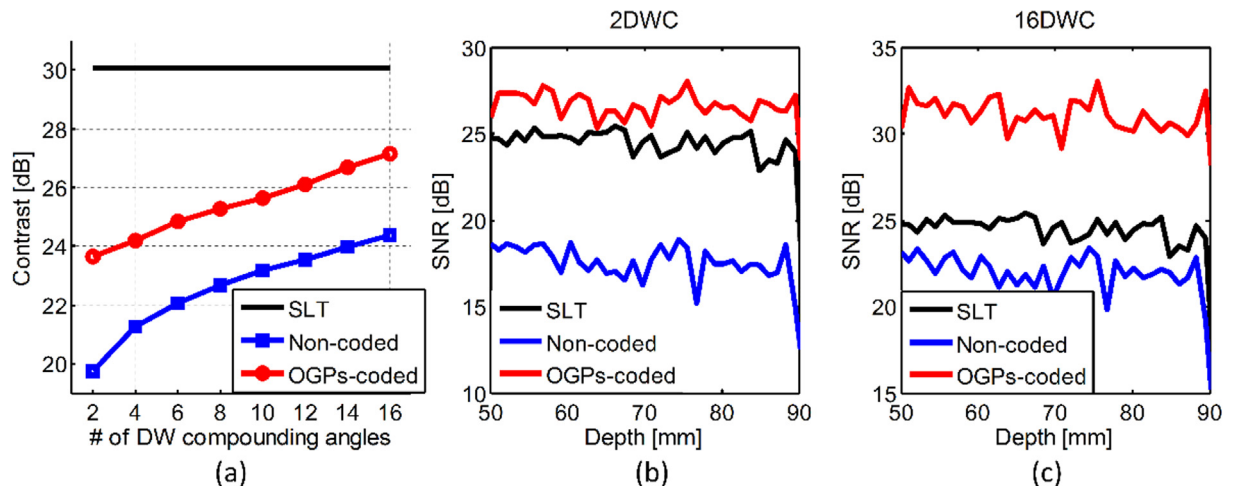 30
28
26
24
22
20
Contrast [dB]
SLT
Non-coded
OGPs-coded
2 4 6 8 10 12 14 16
# of DW compounding angles
(a)
2DWC
30
25
20
15
10
SNR [dB]
SLT
Non-coded
OGPs-coded
50 60 70 80 90
Depth [mm]
(b)
16DWC
35
30
25
20
15
SNR [dB]
SLT
Non-coded
OGPs-coded
50 60 70 80 90
Depth [mm]
(c)